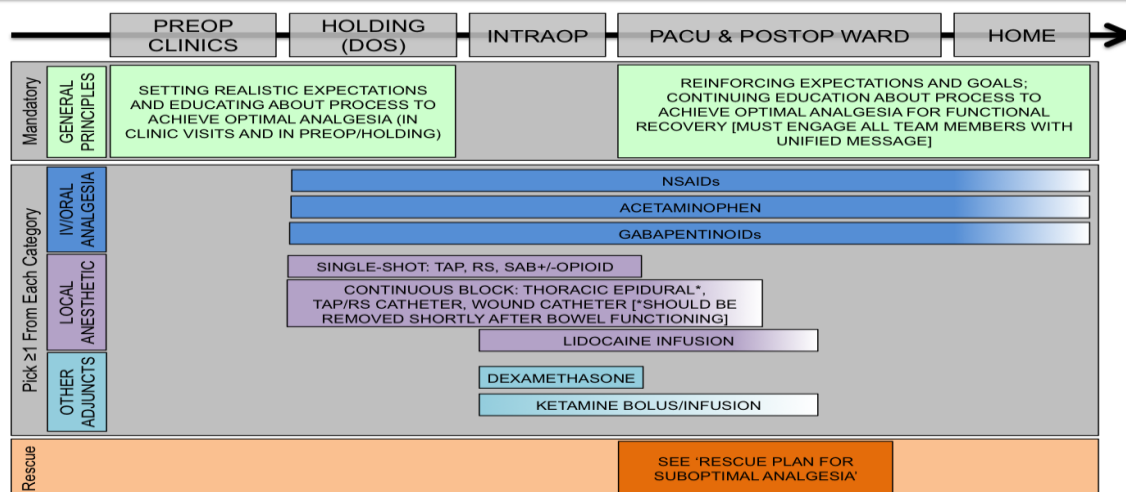 PREOP
CLINICS
HOLDING
(DOS)
INTRAOP
PACU & POSTOP WARD
HOME
Mandatory
GENERAL
PRINCIPLES
SETTING REALISTIC EXPECTATIONS
AND EDUCATING ABOUT PROCESS TO
ACHIEVE OPTIMAL ANALGESIA (IN
CLINIC VISITS AND IN PREOP/HOLDING)
REINFORCING EXPECTATIONS AND GOALS;
CONTINUING EDUCATION ABOUT PROCESS TO
ACHIEVE OPTIMAL ANALGESIA FOR FUNCTIONAL
RECOVERY [MUST ENGAGE ALL TEAM MEMBERS WITH
UNIFIED MESSAGE]
Pick ≥1 From Each Category
IV/ORAL
ANALGESIA
NSAIDs
ACETAMINOPHEN
GABAPENTINOIDs
LOCAL
ANESTHETIC
SINGLE-SHOT: TAP, RS, SAB+/-OPIOID
CONTINUOUS BLOCK: THORACIC EPIDURAL*,
TAP/RS CATHETER, WOUND CATHETER [*SHOULD BE
REMOVED SHORTLY AFTER BOWEL FUNCTIONING]
LIDOCAINE INFUSION
OTHER
ADJUNCTS
DEXAMETHASONE
KETAMINE BOLUS/INFUSION
Rescue
SEE 'RESCUE PLAN FOR
SUBOPTIMAL ANALGESIA'